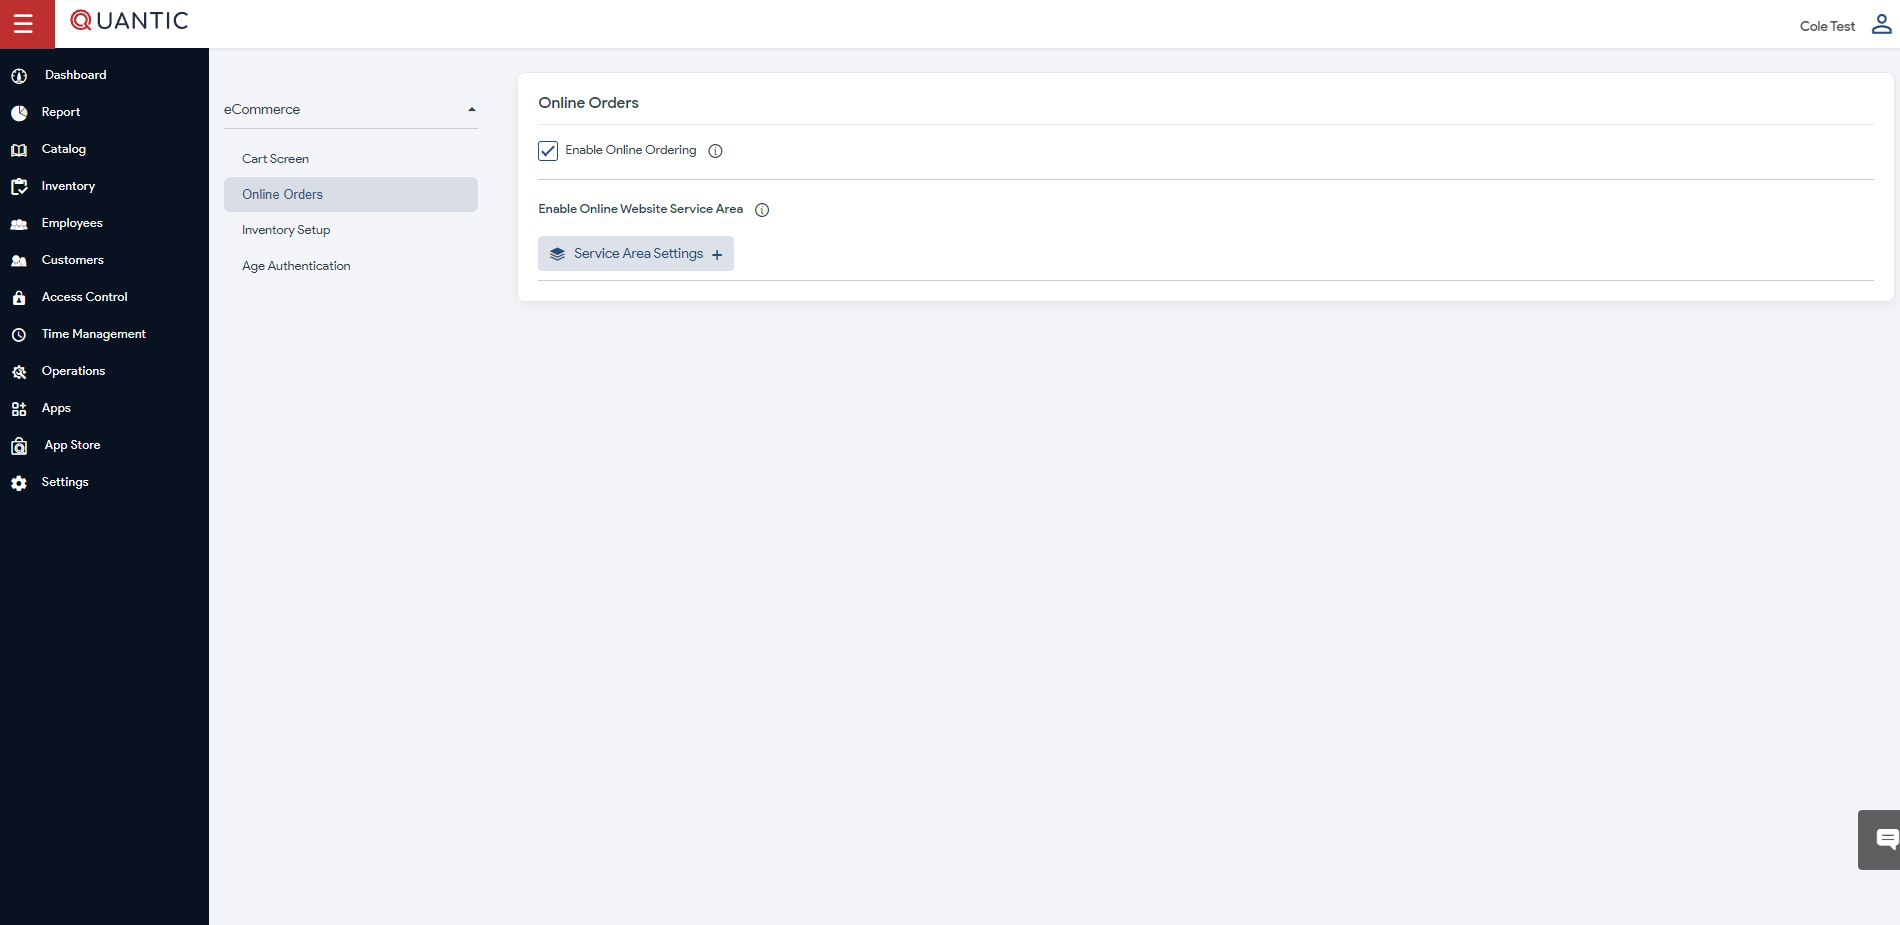 QUANTIC
Cole Test
Dashboard
Report
Catalog
Inventory
Employees
Customers
Access Control
Time Management
Operations
Apps
App Store
Settings
eCommerce
Cart Screen
Online Orders
Inventory Setup
Age Authentication
Online Orders
Enable Online Ordering
Enable Online Website Service Area
Service Area Settings +